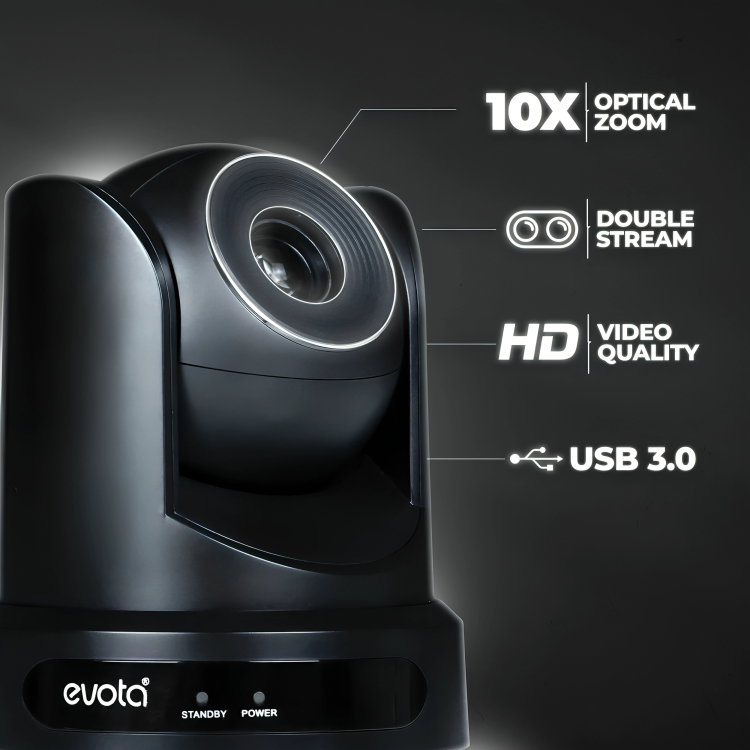 10X OPTICAL
ZOOM
DOUBLE
STREAM
HD VIDEO
QUALITY
USB 3.0
evota®
STANDBY POWER